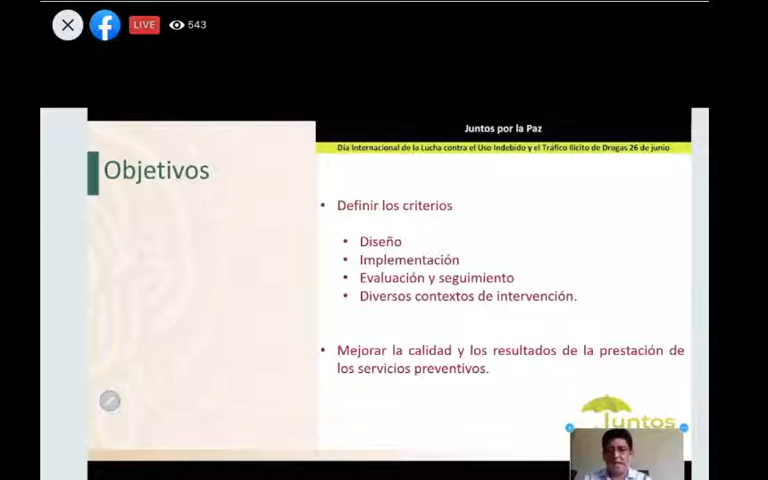 LIVE 543
Juntos por la Paz
Día Internacional de la Lucha contra el Uso Indebido y el Tráfico Ilícito de Drogas 26 de junio
Objetivos
• Definir los criterios
• Diseño
• Implementación
• Evaluación y seguimiento
• Diversos contextos de intervención.
• Mejorar la calidad y los resultados de la prestación de
los servicios preventivos.
Juntos